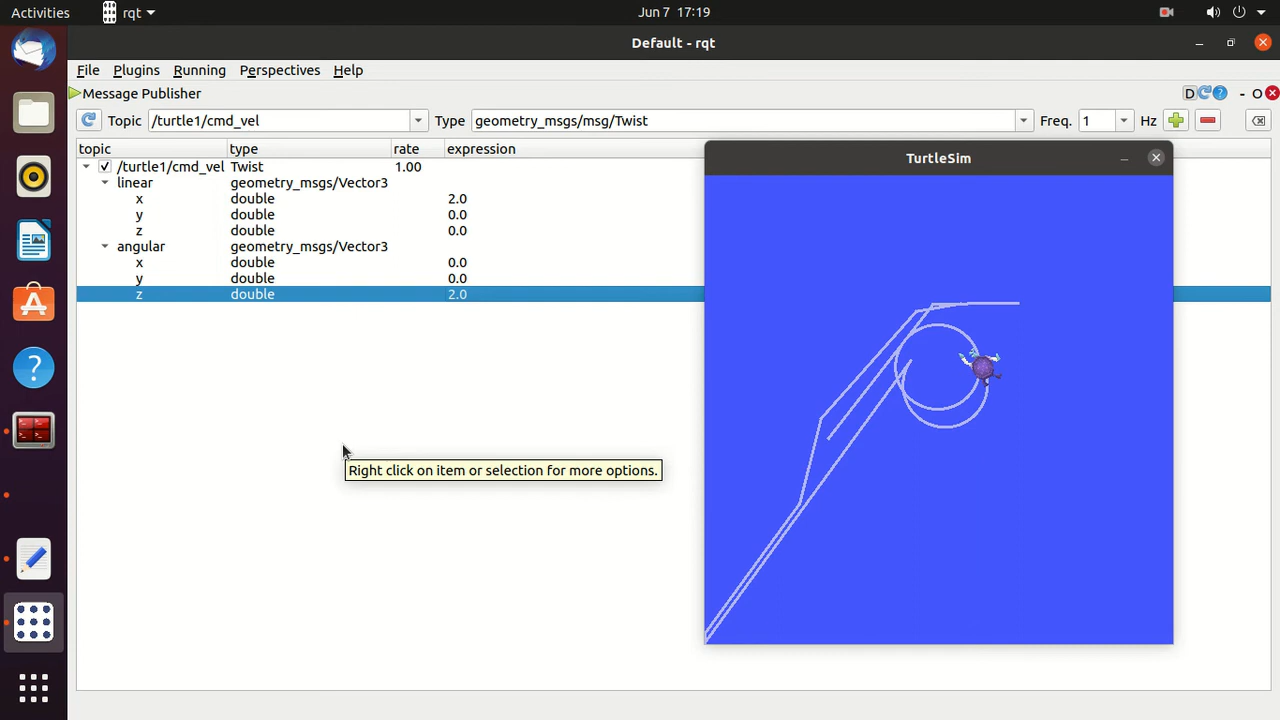 Activities rqt Jun 7 17:19
Default - rqt
File Plugins Running Perspectives Help
Message Publisher D - O
Topic /turtle1/cmd_vel Type geometry_msgs/msg/Twist Freq. 1 Hz
topic type rate expression
/turtle1/cmd_vel Twist 1.00
linear geometry_msgs/Vector3
x double 2.0
y double 0.0
z double 0.0
angular geometry_msgs/Vector3
x double 0.0
y double 0.0
z double 2.0
TurtleSim
Right click on item or selection for more options.